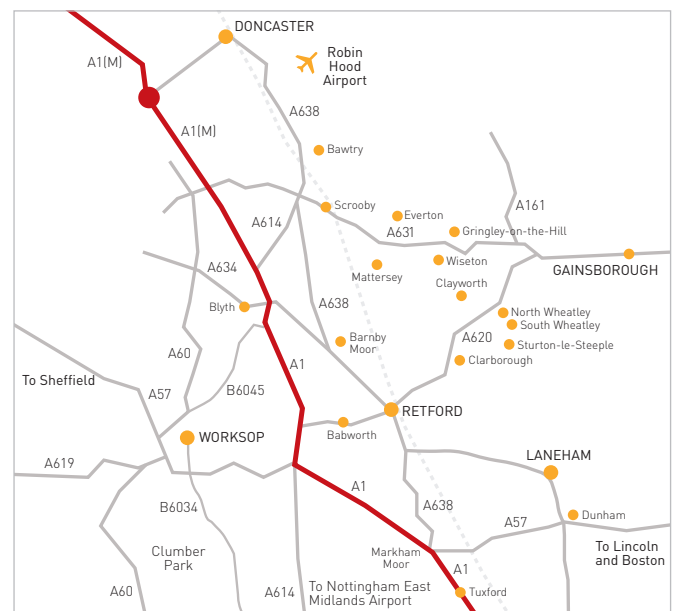 DONCASTER
A1(M)
Robin
Hood
Airport
A638
A1(M)
Bawtry
A161
Scrooby
Everton
A614
A631
Gringley-on-the-Hill
A634
Wiseton
GAINSBOROUGH
Mattersey
Clayworth
Blyth
A638
North Wheatley
South Wheatley
Barnby
Moor
A620
Sturton-le-Steeple
A60
Clarborough
A1
To Sheffield
A57
B6045
RETFORD
WORKSOP
Babworth
LANEHAM
A619
A1
B6034
A638
A57
Dunham
Clumber
Park
Markham
Moor
To Lincoln
and Boston
A1
A60
A614
To Nottingham East
Midlands Airport
Tuxford